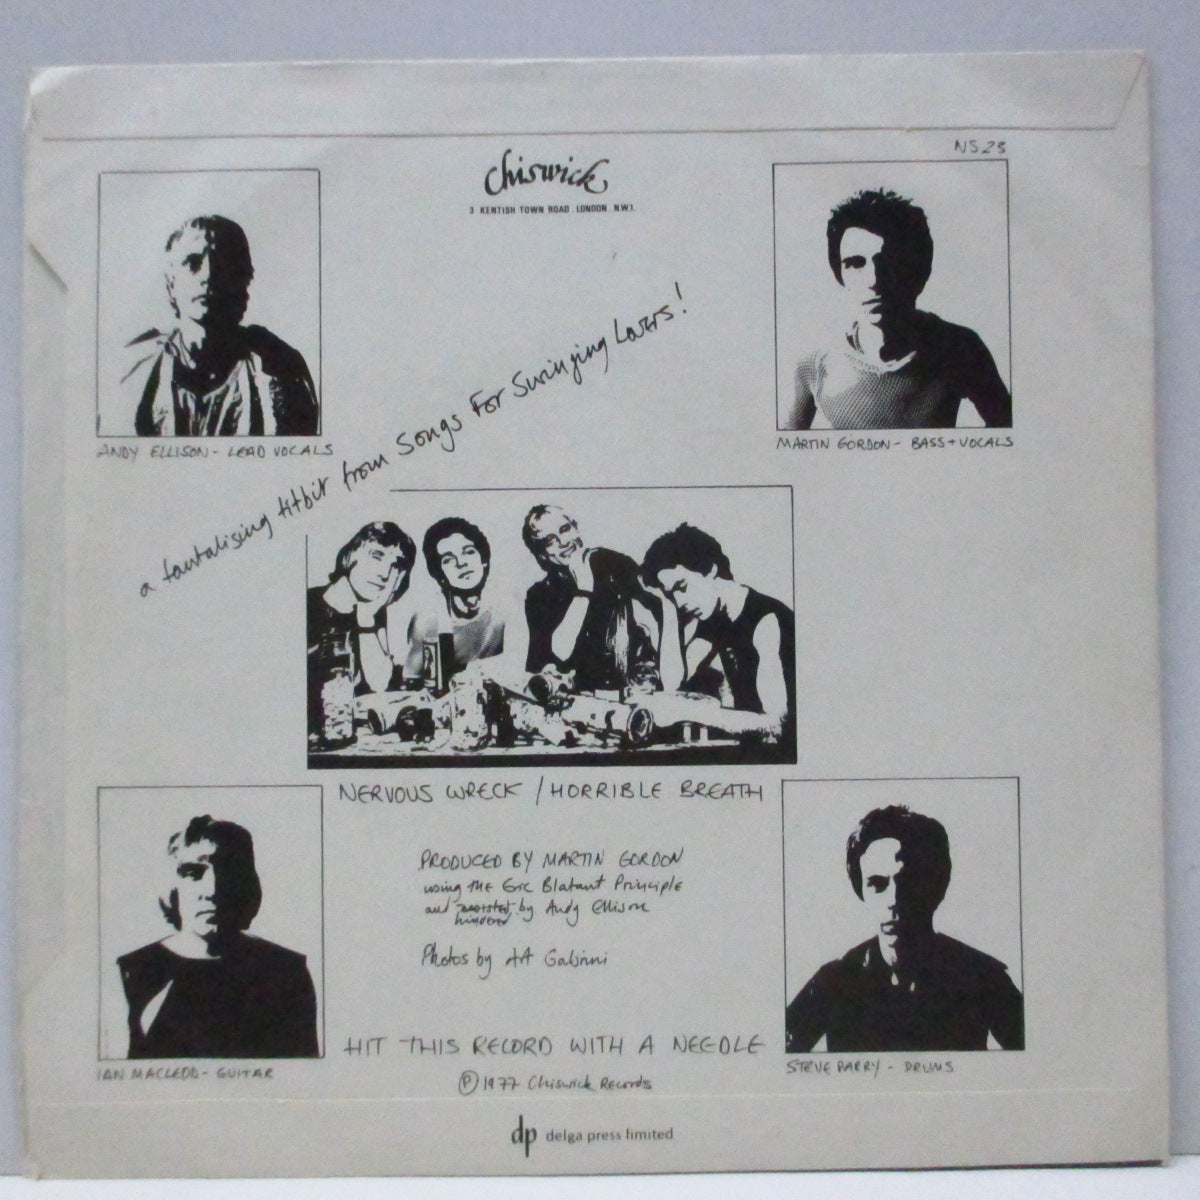 NS23
Chiswick
3 KENTISH TOWN ROAD . LONDON . N.W.1.
ANDY ELLISON - LEAD VOCALS
MARTIN GORDON - BASS + VOCALS
a tantalising titbit from Songs For Swinging Lovers!
NERVOUS WRECK / HORRIBLE BREATH
PRODUCED BY MARTIN GORDON
using the Eric Blatant Principle
and assisted by Andy Ellison
hindered
Photos by
HIT THIS RECORD WITH A NEEDLE
Ⓟ 1977 Chiswick Records
IAN MACLEOD - GUITAR
STEVE PARRY - DRUMS
dp delga press limited